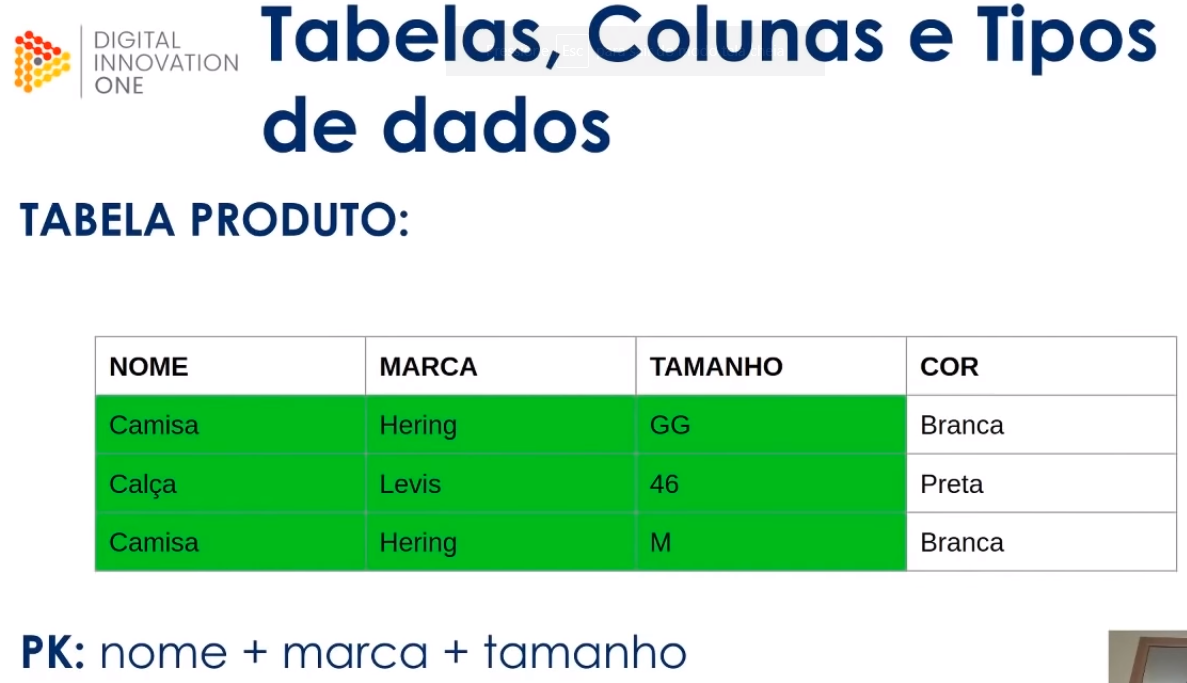 DIGITAL
INNOVATION
ONE
Tabelas, Colunas e Tipos
de dados
Esc
TABELA PRODUTO:
NOME MARCA TAMANHO COR
Camisa Hering GG Branca
Calça Levis 46 Preta
Camisa Hering M Branca
PK: nome + marca + tamanho